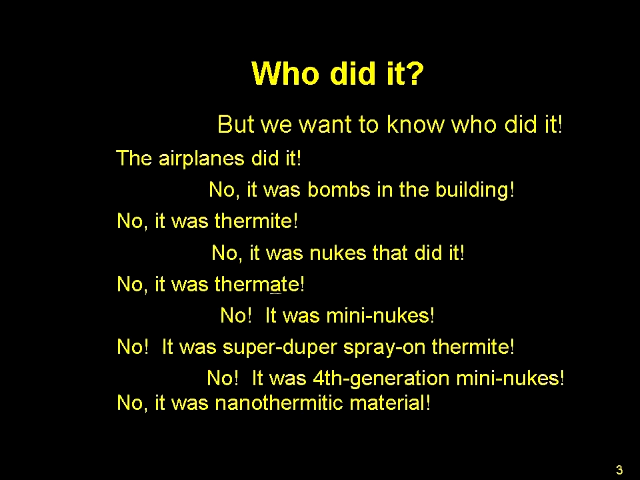 Who did it?
But we want to know who did it!
The airplanes did it!
No, it was bombs in the building!
No, it was thermite!
No, it was nukes that did it!
No, it was thermate!
No!  It was mini-nukes!
No!  It was super-duper spray-on thermite!
No!  It was 4th-generation mini-nukes!
No, it was nanothermitic material!
3